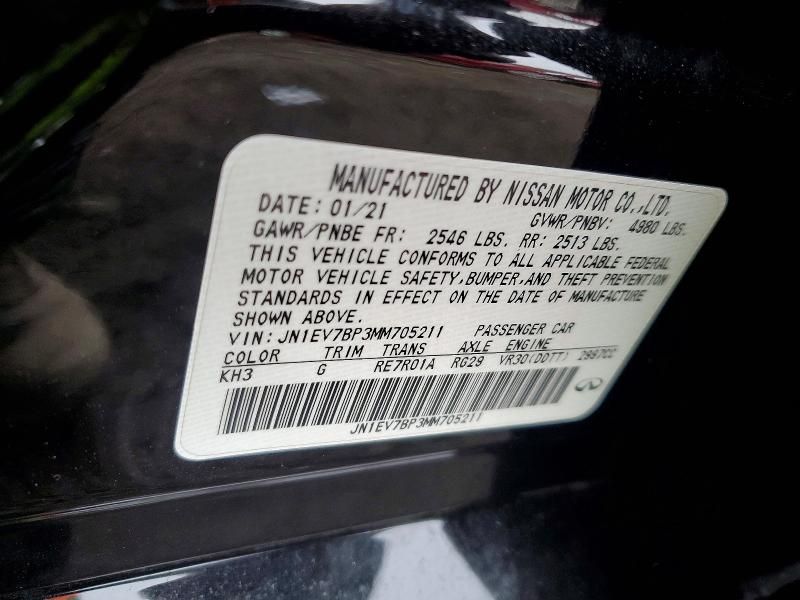 MANUFACTURED BY NISSAN MOTOR CO.,LTD.
DATE: 01/21 GVWR/PNBV: 4980 LBS.
GAWR/PNBE FR: 2546 LBS. RR: 2513 LBS.
THIS VEHICLE CONFORMS TO ALL APPLICABLE FEDERAL
MOTOR VEHICLE SAFETY,BUMPER,AND THEFT PREVENTION
STANDARDS IN EFFECT ON THE DATE OF MANUFACTURE
SHOWN ABOVE.
VIN: JN1EV7BP3MM705211 PASSENGER CAR
COLOR TRIM TRANS AXLE ENGINE
KH3 G RE7R01A RG29 VR30(DDTT) 2997CC
JN1EV7BP3MM705211